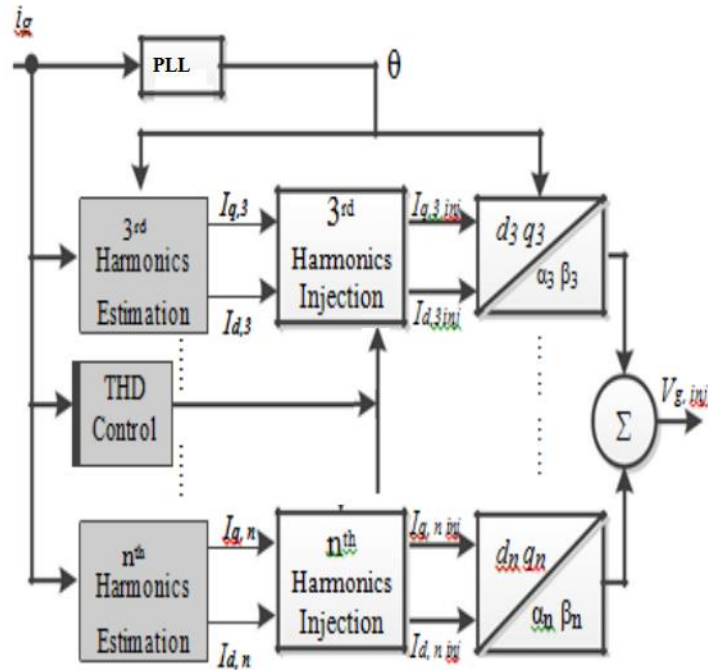 ig
PLL
θ
3rd
Harmonics
Estimation
Iq,3
Id,3
3rd
Harmonics
Injection
Iq,3 inj
Id,3 inj
d3 q3
α3 β3
THD
Control
Σ
Vg, inj
nth
Harmonics
Estimation
Iq, n
Id, n
nth
Harmonics
Injection
Iq, n inj
Id, n inj
dn qn
αn βn